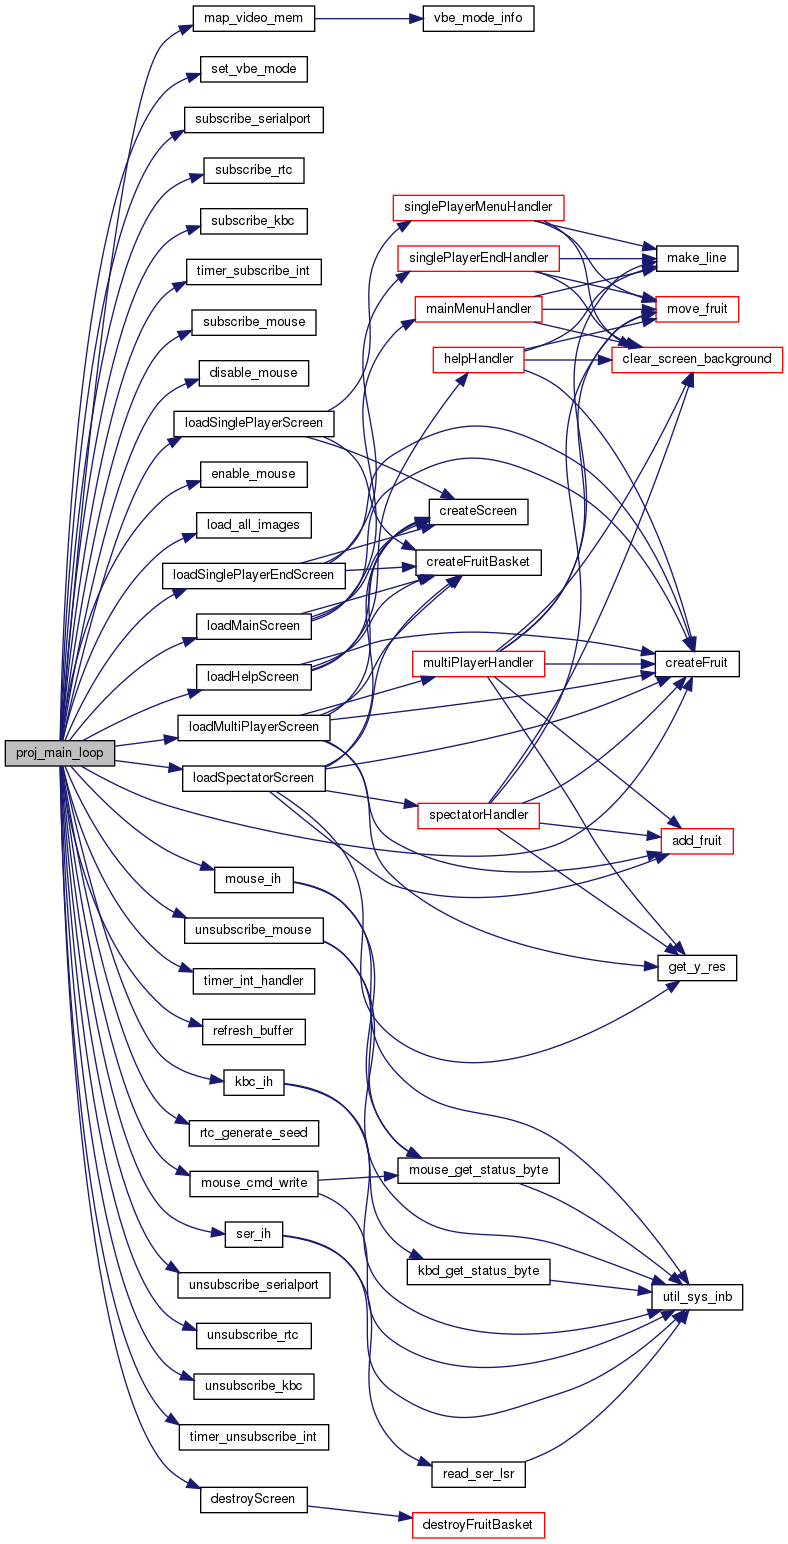 map_video_mem
vbe_mode_info
set_vbe_mode
subscribe_serialport
subscribe_rtc
singlePlayerMenuHandler
subscribe_kbc
singlePlayerEndHandler
make_line
timer_subscribe_int
mainMenuHandler
move_fruit
subscribe_mouse
helpHandler
clear_screen_background
disable_mouse
loadSinglePlayerScreen
enable_mouse
createScreen
load_all_images
createFruitBasket
loadSinglePlayerEndScreen
loadMainScreen
multiPlayerHandler
createFruit
loadHelpScreen
loadMultiPlayerScreen
proj_main_loop
loadSpectatorScreen
spectatorHandler
add_fruit
mouse_ih
unsubscribe_mouse
get_y_res
timer_int_handler
refresh_buffer
kbc_ih
rtc_generate_seed
mouse_get_status_byte
mouse_cmd_write
ser_ih
kbd_get_status_byte
unsubscribe_serialport
util_sys_inb
unsubscribe_rtc
unsubscribe_kbc
timer_unsubscribe_int
read_ser_lsr
destroyScreen
destroyFruitBasket